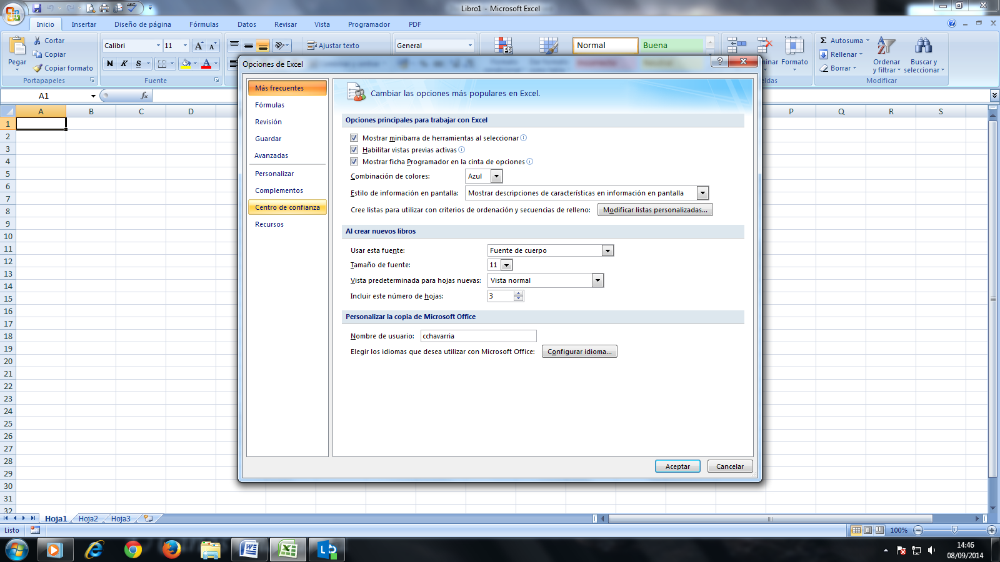 Libro1 - Microsoft Excel
Inicio Insertar Diseño de página Fórmulas Datos Revisar Vista Programador PDF
Pegar
Cortar
Copiar
Copiar formato
Portapapeles
Calibri 11
N K S
Fuente
Ajustar texto
General
Normal Buena
Formato
Autosuma
Rellenar
Borrar
Ordenar y filtrar
Buscar y seleccionar
Modificar
A1 fx
A B C D P Q R S
1
2
3
4
5
6
7
8
9
10
11
12
13
14
15
16
17
18
19
20
21
22
23
24
25
26
27
28
29
30
31
32
Opciones de Excel
Más frecuentes
Fórmulas
Revisión
Guardar
Avanzadas
Personalizar
Complementos
Centro de confianza
Recursos
Cambiar las opciones más populares en Excel.
Opciones principales para trabajar con Excel
Mostrar minibarra de herramientas al seleccionar
Habilitar vistas previas activas
Mostrar ficha Programador en la cinta de opciones
Combinación de colores: Azul
Estilo de información en pantalla: Mostrar descripciones de características en información en pantalla
Cree listas para utilizar con criterios de ordenación y secuencias de relleno: Modificar listas personalizadas...
Al crear nuevos libros
Usar esta fuente: Fuente de cuerpo
Tamaño de fuente: 11
Vista predeterminada para hojas nuevas: Vista normal
Incluir este número de hojas: 3
Personalizar la copia de Microsoft Office
Nombre de usuario: cchavarria
Elegir los idiomas que desea utilizar con Microsoft Office: Configurar idioma...
Aceptar Cancelar
Hoja1 Hoja2 Hoja3
Listo 100%
14:46
08/09/2014